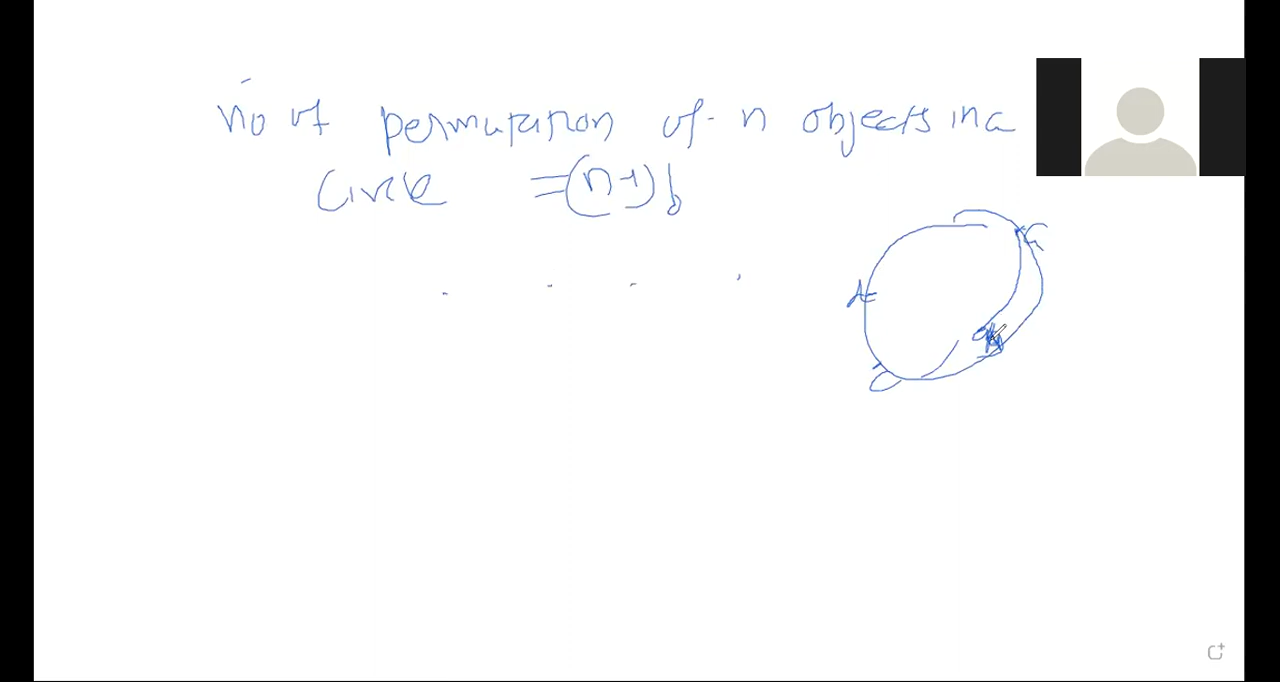 no of permutation of n objects in a
Circle =(n-1)!
A